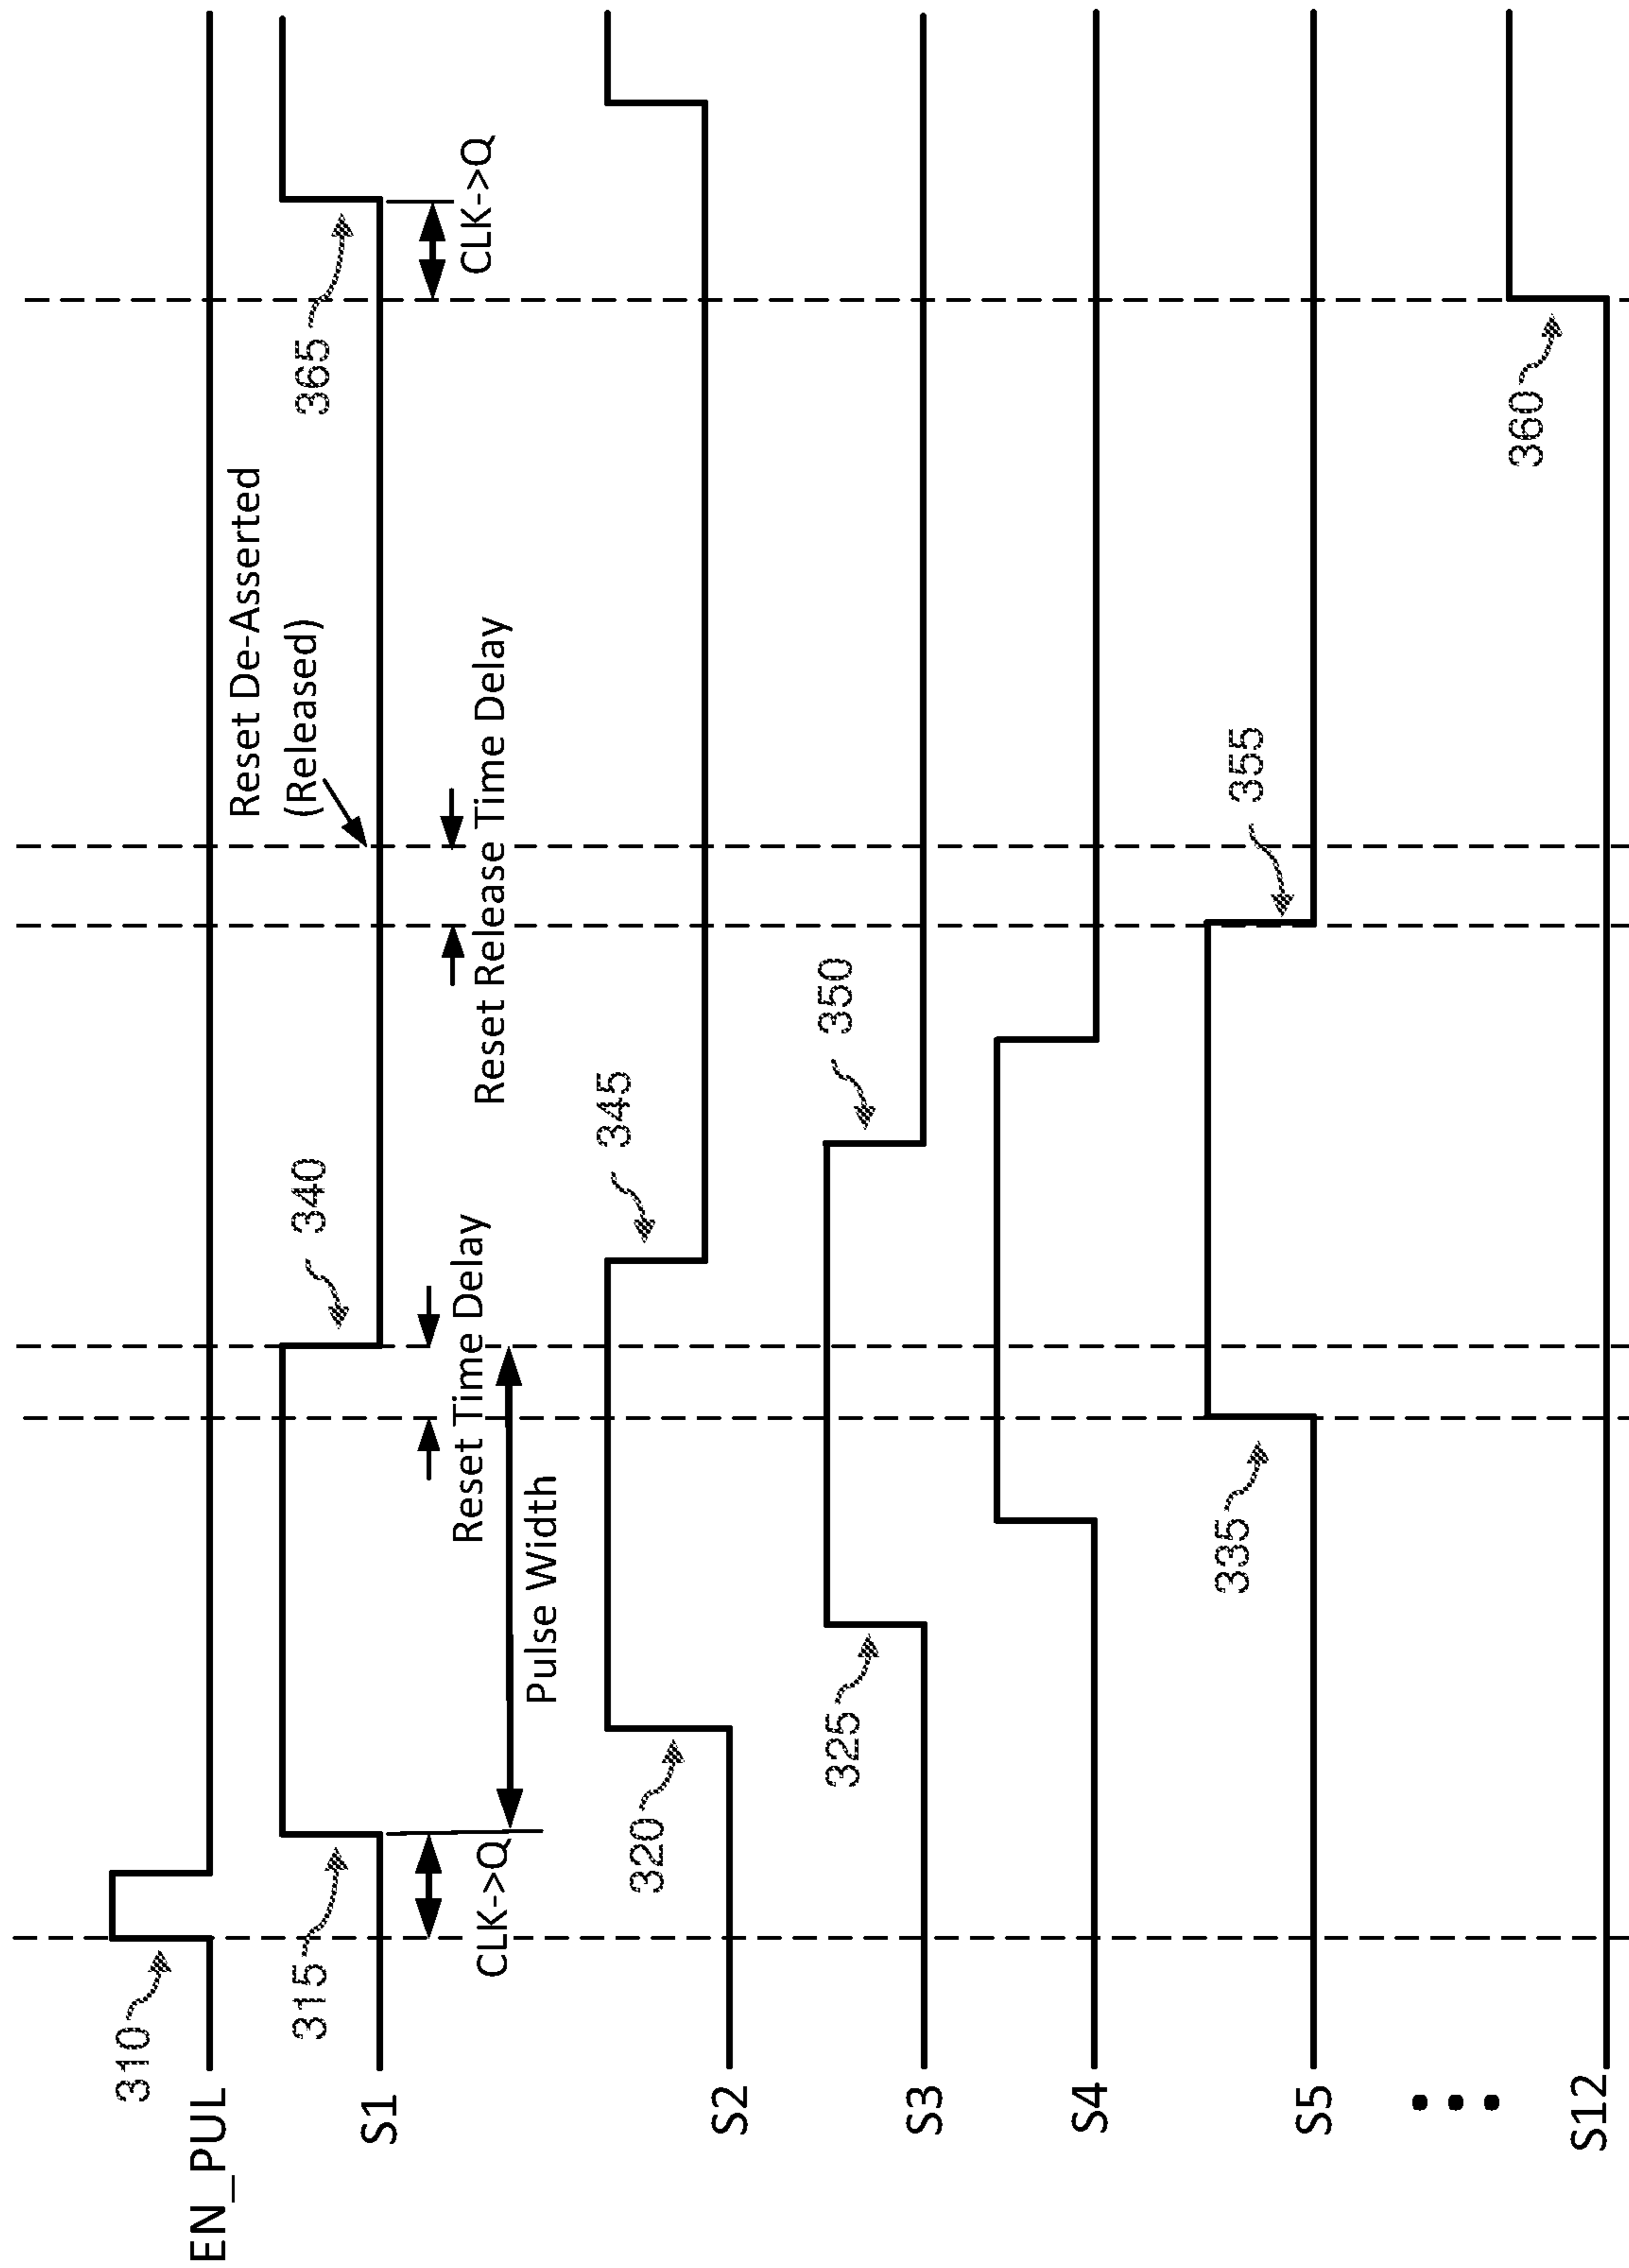 310
EN_PUL
365
Reset De-Asserted
(Released)
340
315
S1
CLK->Q
Reset Time Delay
Reset Release Time Delay
CLK->Q
Pulse Width
345
320
S2
350
325
S3
S4
355
335
S5
360
S12